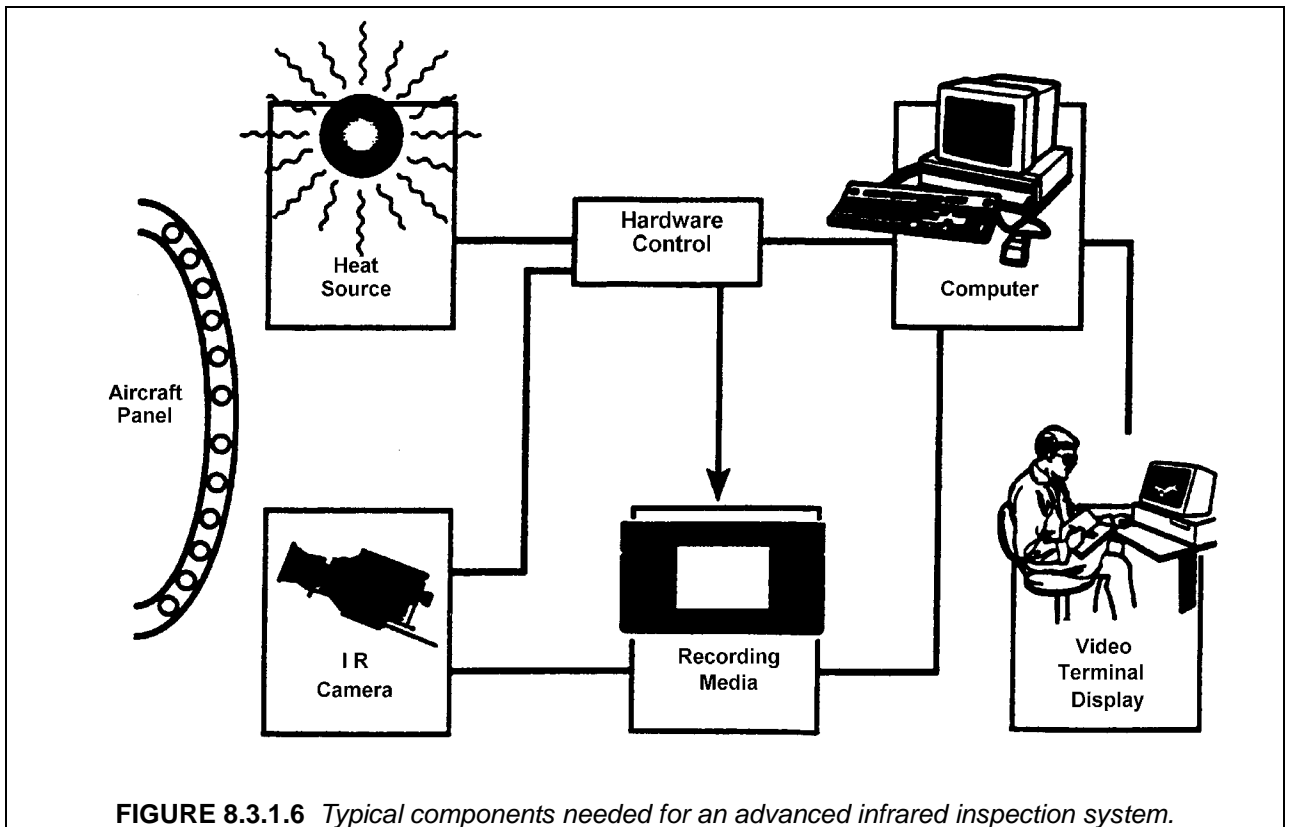 Heat
Source
Hardware
Control
Computer
Aircraft
Panel
I R
Camera
Recording
Media
Video
Terminal
Display
FIGURE 8.3.1.6 Typical components needed for an advanced infrared inspection system.